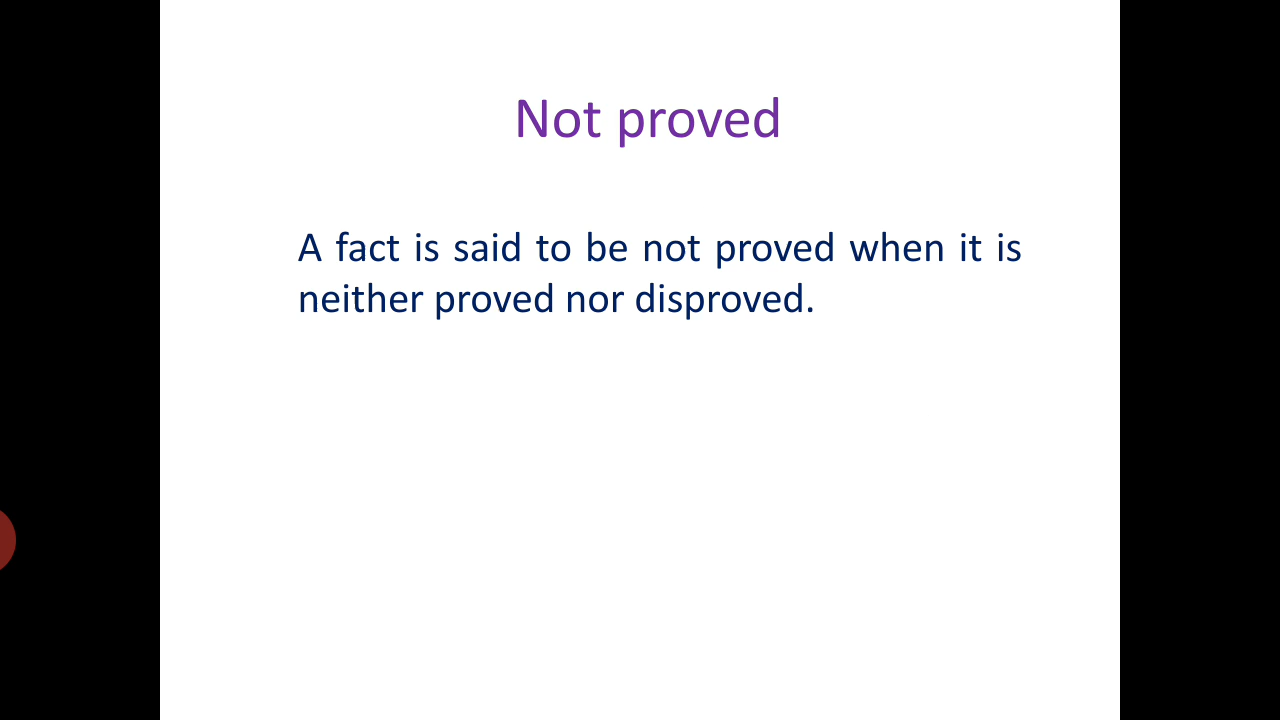 Not proved
A fact is said to be not proved when it is
neither proved nor disproved.